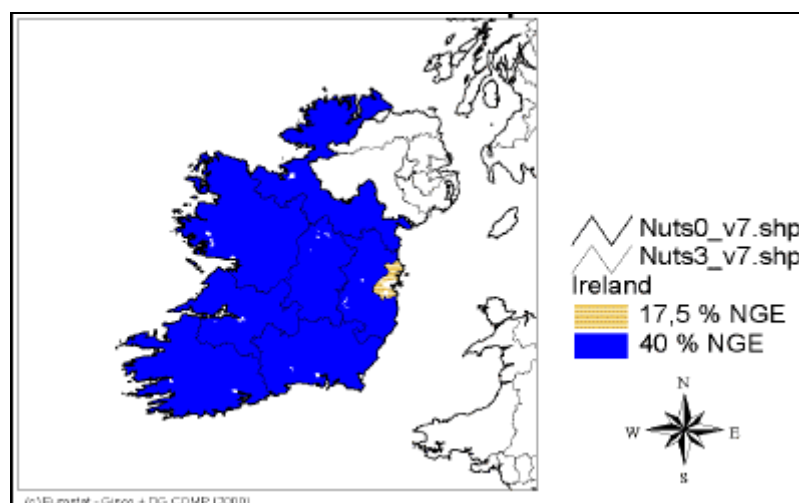 Nuts0_v7.shp
Nuts3_v7.shp
Ireland
17,5 % NGE
40 % NGE
N
W E
S